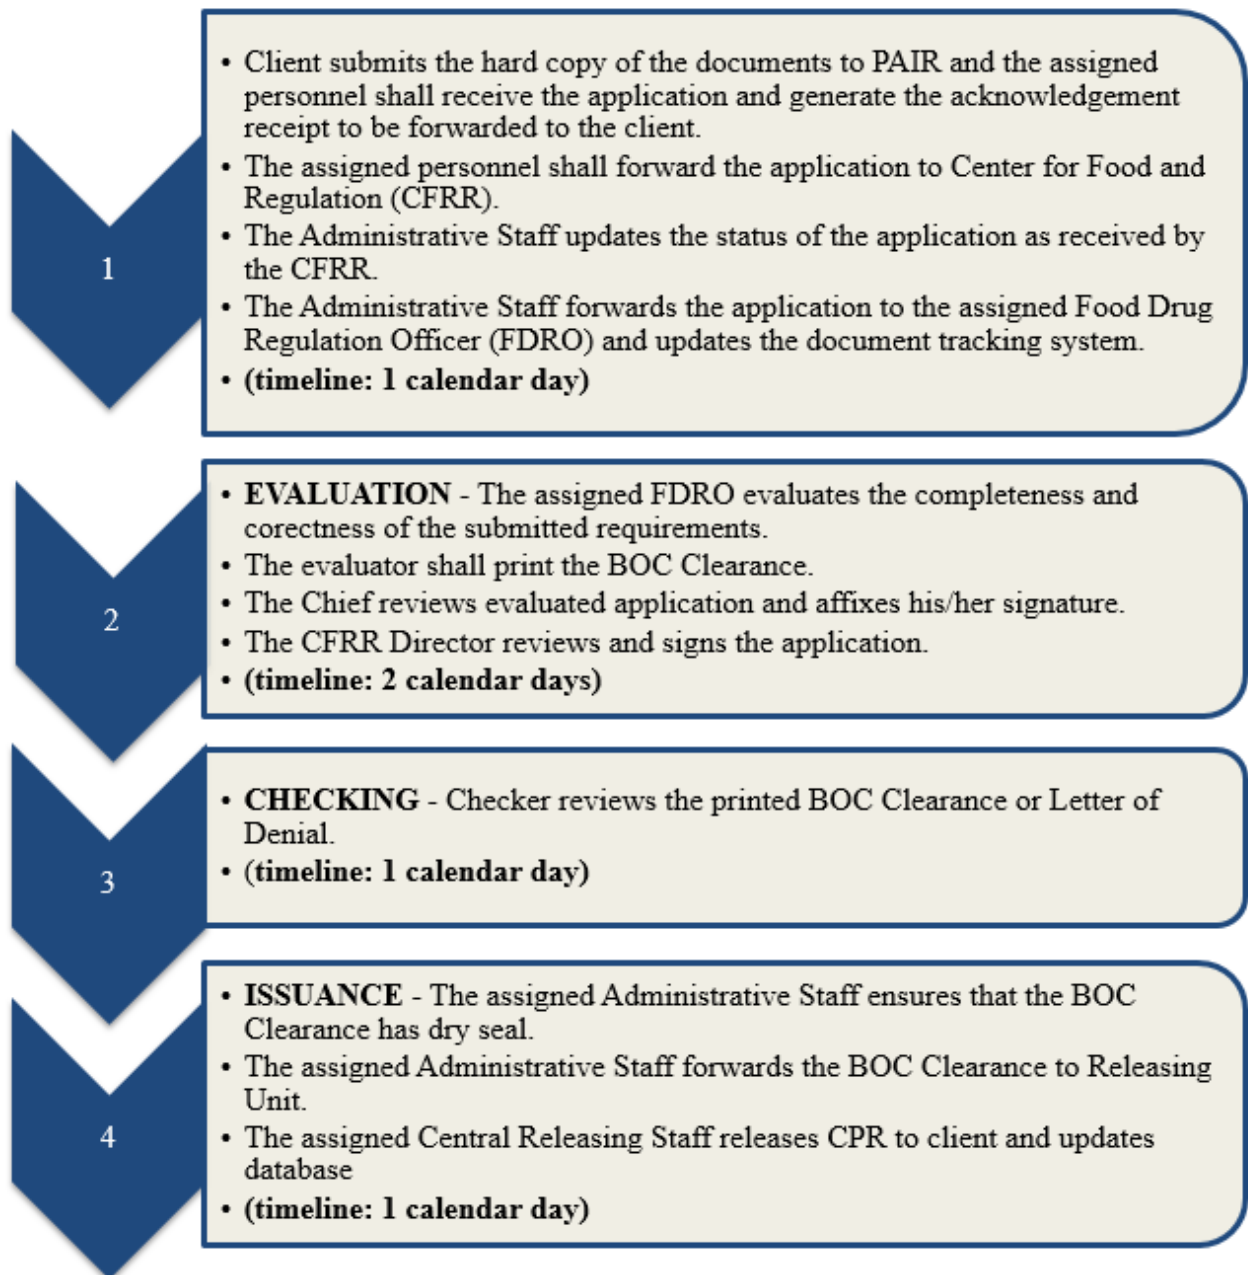 • Client submits the hard copy of the documents to PAIR and the assigned
personnel shall receive the application and generate the acknowledgement
receipt to be forwarded to the client.
• The assigned personnel shall forward the application to Center for Food and
Regulation (CFRR).
• The Administrative Staff updates the status of the application as received by
the CFRR.
• The Administrative Staff forwards the application to the assigned Food Drug
Regulation Officer (FDRO) and updates the document tracking system.
• (timeline: 1 calendar day)
1
• EVALUATION - The assigned FDRO evaluates the completeness and
corectness of the submitted requirements.
• The evaluator shall print the BOC Clearance.
• The Chief reviews evaluated application and affixes his/her signature.
• The CFRR Director reviews and signs the application.
• (timeline: 2 calendar days)
2
• CHECKING - Checker reviews the printed BOC Clearance or Letter of
Denial.
• (timeline: 1 calendar day)
3
• ISSUANCE - The assigned Administrative Staff ensures that the BOC
Clearance has dry seal.
• The assigned Administrative Staff forwards the BOC Clearance to Releasing
Unit.
• The assigned Central Releasing Staff releases CPR to client and updates
database
• (timeline: 1 calendar day)
4